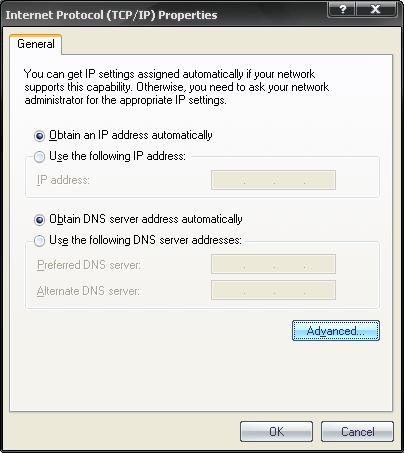 Internet Protocol (TCP/IP) Properties
General
You can get IP settings assigned automatically if your network
supports this capability. Otherwise, you need to ask your network
administrator for the appropriate IP settings.
Obtain an IP address automatically
Use the following IP address:
IP address:
Obtain DNS server address automatically
Use the following DNS server addresses:
Preferred DNS server:
Alternate DNS server:
Advanced...
OK Cancel